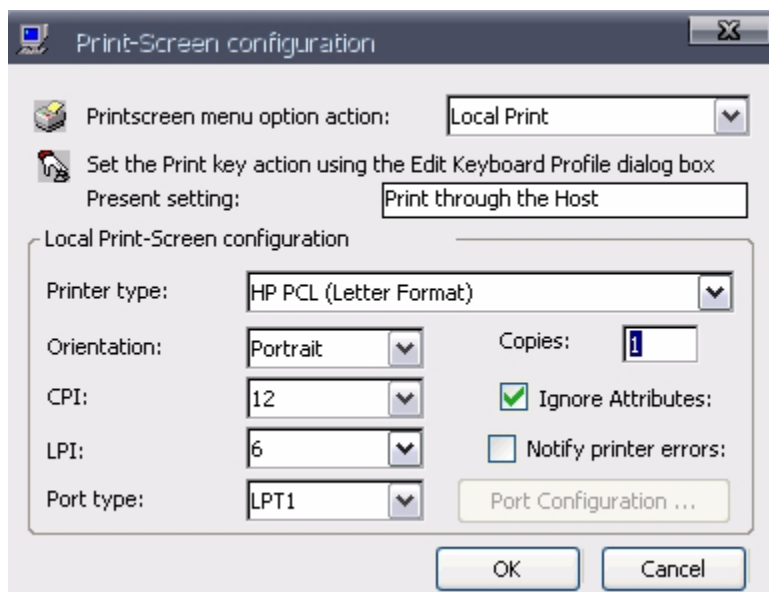 Print-Screen configuration
Printscreen menu option action: Local Print
Set the Print key action using the Edit Keyboard Profile dialog box
Present setting: Print through the Host
Local Print-Screen configuration
Printer type: HP PCL (Letter Format)
Orientation: Portrait Copies: 1
CPI: 12 Ignore Attributes:
LPI: 6 Notify printer errors:
Port type: LPT1 Port Configuration ...
OK Cancel